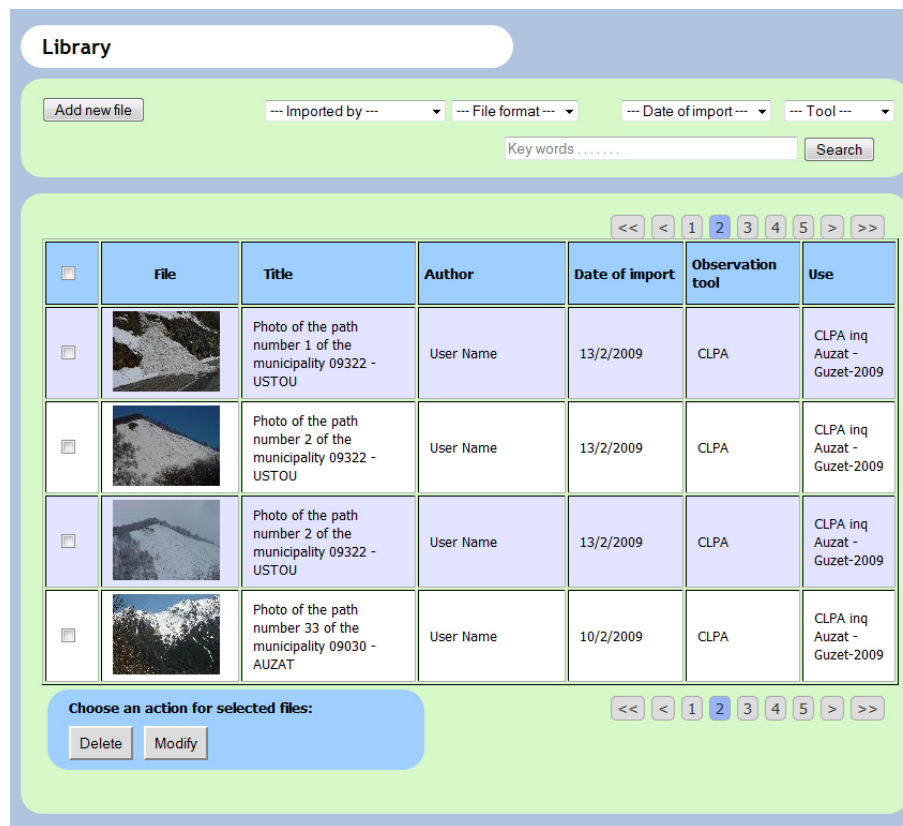 Library
Add new file
--- Imported by ---
--- File format ---
--- Date of import ---
--- Tool ---
Key words . . . . . . .
Search
<< < 1 2 3 4 5 > >>
File Title Author Date of import Observation tool Use
Photo of the path
number 1 of the
municipality 09322 -
USTOU
User Name
13/2/2009
CLPA
CLPA inq
Auzat -
Guzet-2009
Photo of the path
number 2 of the
municipality 09322 -
USTOU
User Name
13/2/2009
CLPA
CLPA inq
Auzat -
Guzet-2009
Photo of the path
number 2 of the
municipality 09322 -
USTOU
User Name
13/2/2009
CLPA
CLPA inq
Auzat -
Guzet-2009
Photo of the path
number 33 of the
municipality 09030 -
AUZAT
User Name
10/2/2009
CLPA
CLPA inq
Auzat -
Guzet-2009
Choose an action for selected files:
Delete Modify
<< < 1 2 3 4 5 > >>